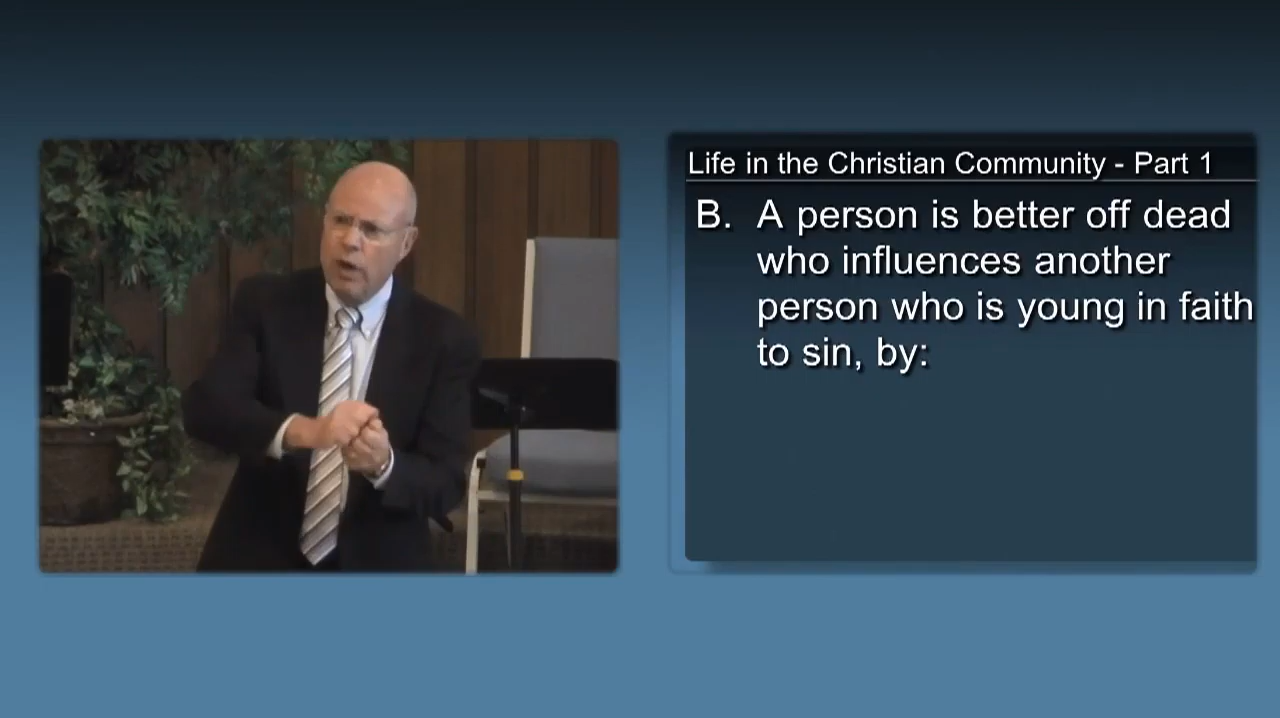 Life in the Christian Community - Part 1
B. A person is better off dead
who influences another
person who is young in faith
to sin, by: